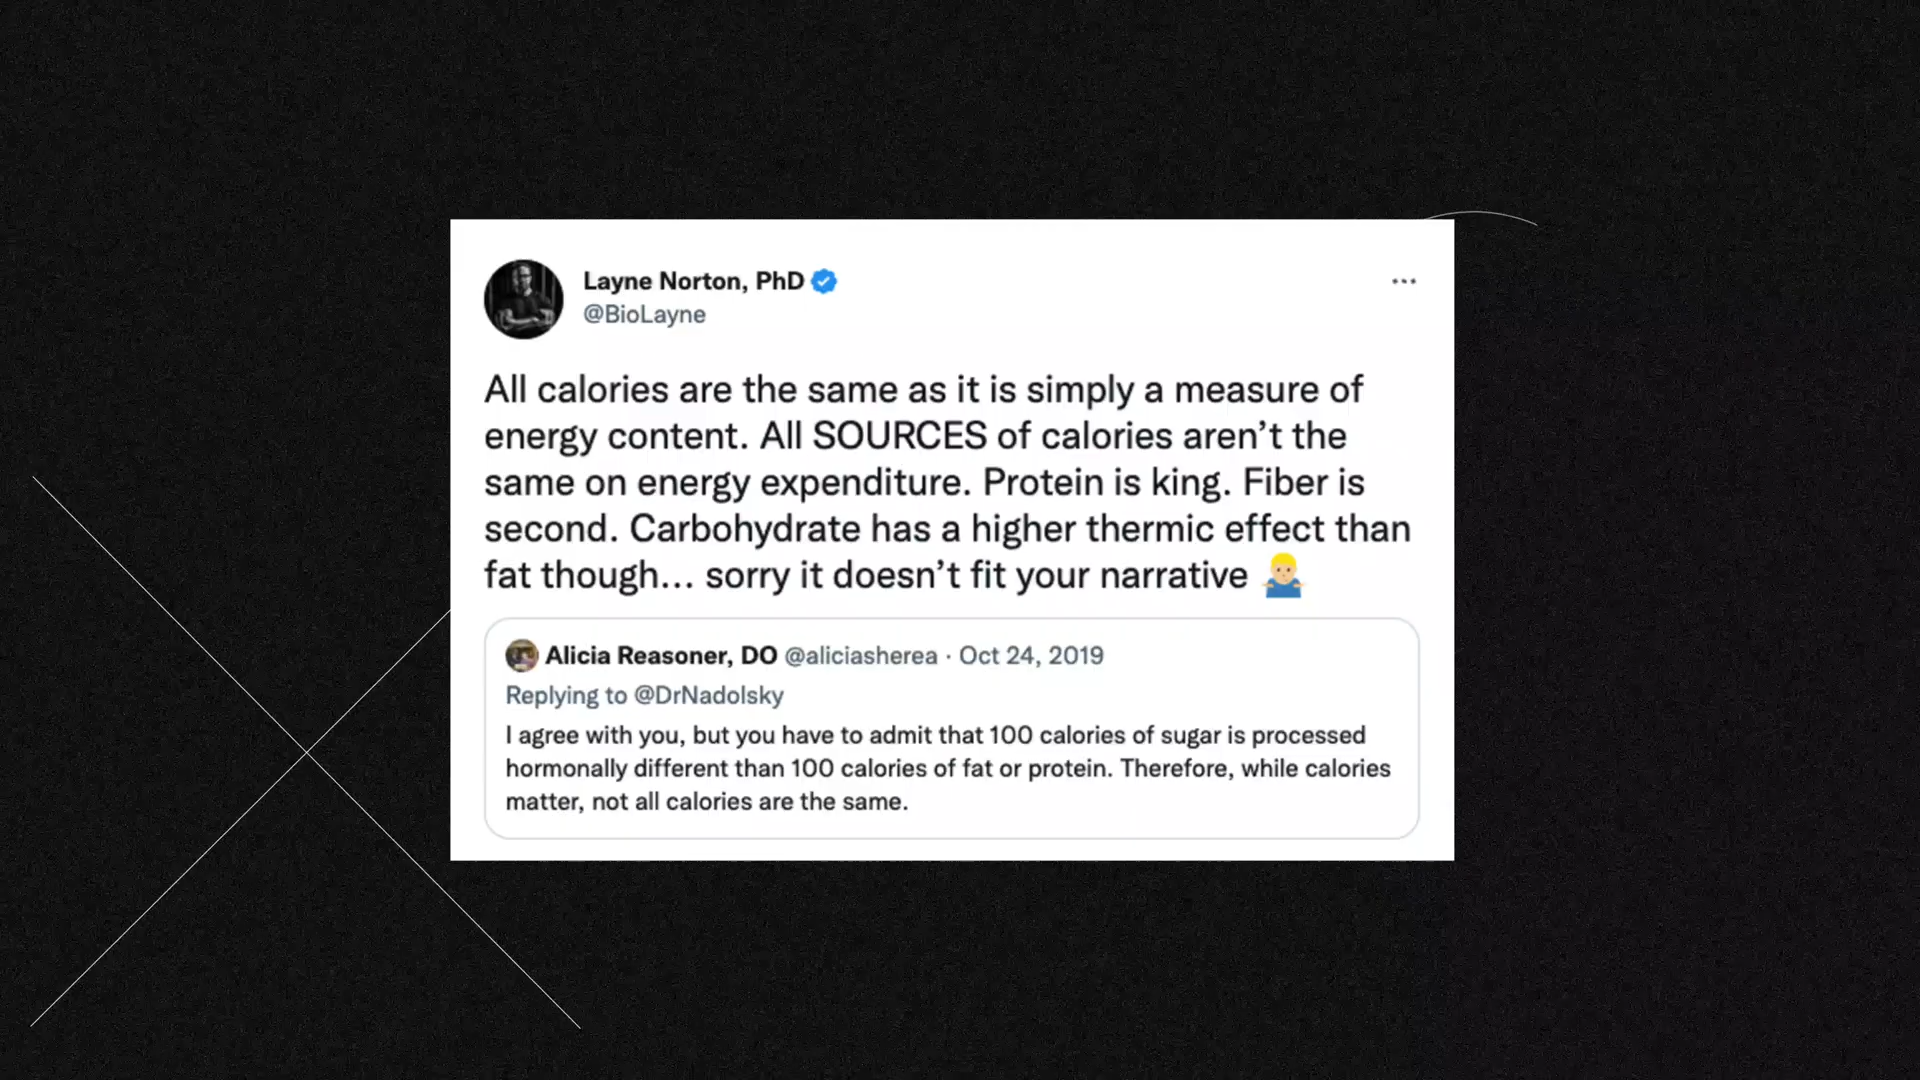 Layne Norton, PhD
@BioLayne
All calories are the same as it is simply a measure of
energy content. All SOURCES of calories aren’t the
same on energy expenditure. Protein is king. Fiber is
second. Carbohydrate has a higher thermic effect than
fat though... sorry it doesn’t fit your narrative 🤷🏼‍♂️
Alicia Reasoner, DO @aliciasherea · Oct 24, 2019
Replying to @DrNadolsky
I agree with you, but you have to admit that 100 calories of sugar is processed
hormonally different than 100 calories of fat or protein. Therefore, while calories
matter, not all calories are the same.